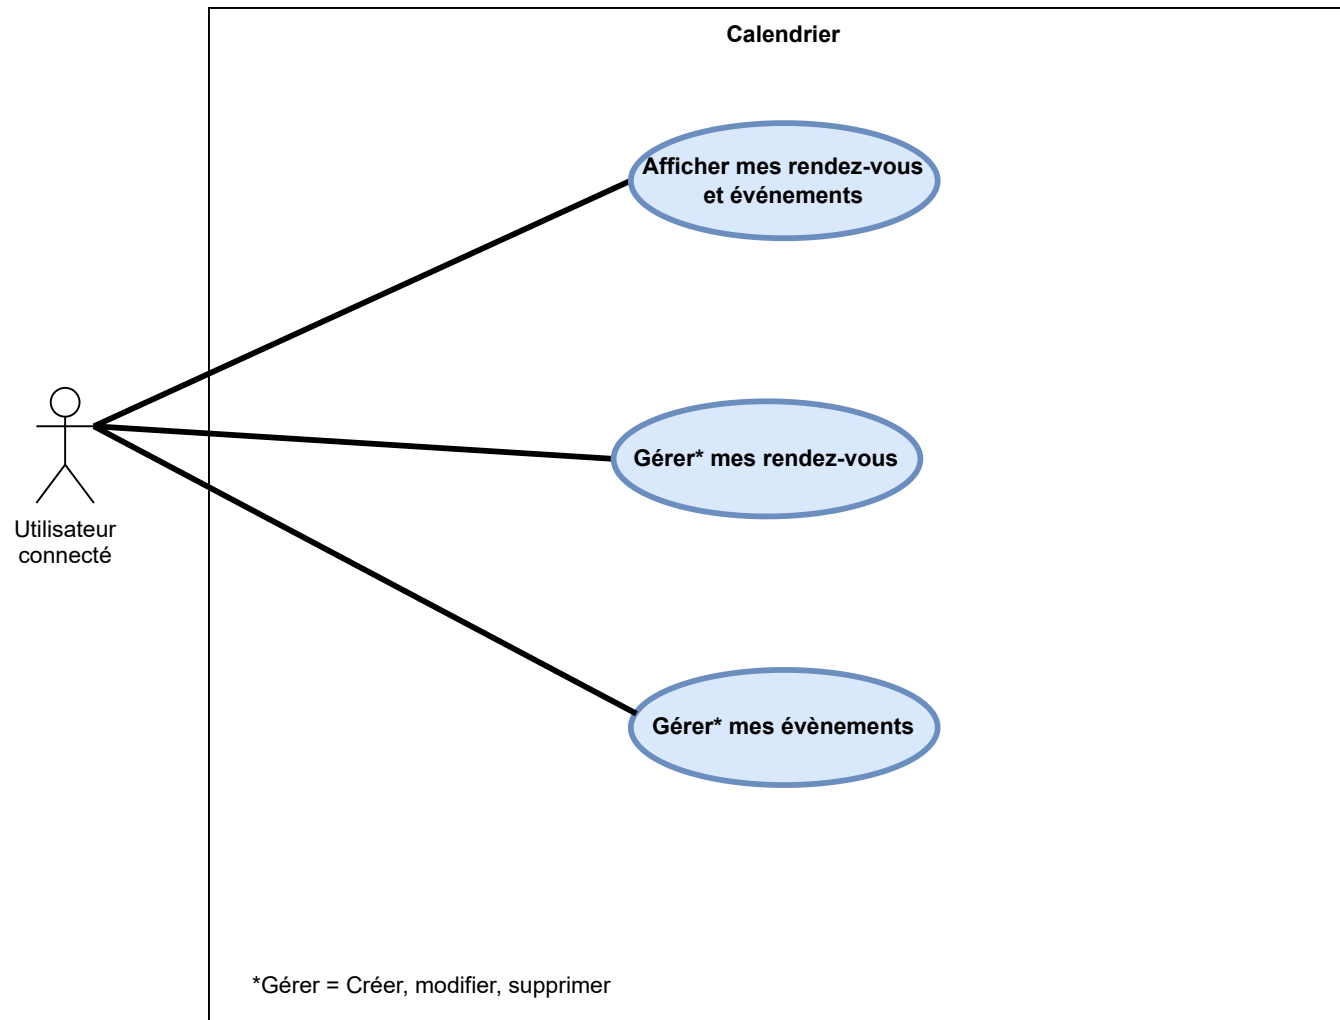 Calendrier
Afficher mes rendez-vous
et événements
Gérer* mes rendez-vous
Utilisateur
connecté
Gérer* mes évènements
*Gérer = Créer, modifier, supprimer